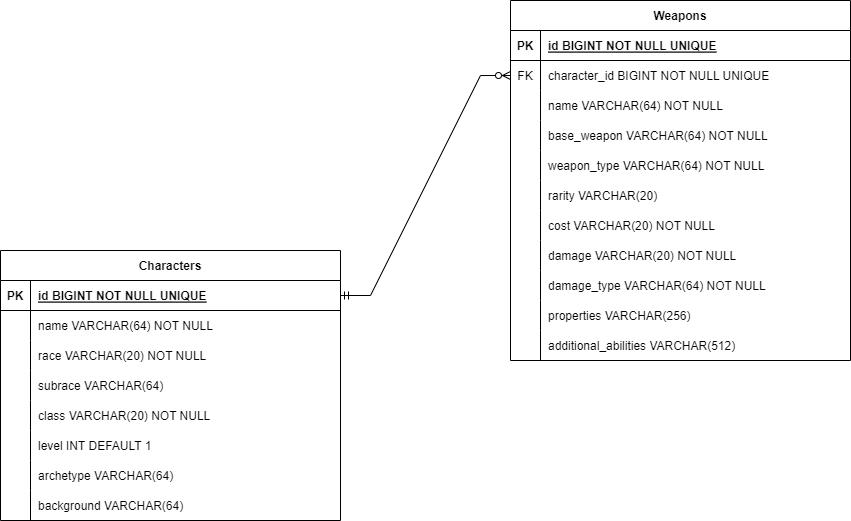 Weapons
PK id BIGINT NOT NULL UNIQUE
FK character_id BIGINT NOT NULL UNIQUE
name VARCHAR(64) NOT NULL
base_weapon VARCHAR(64) NOT NULL
weapon_type VARCHAR(64) NOT NULL
rarity VARCHAR(20)
cost VARCHAR(20) NOT NULL
damage VARCHAR(20) NOT NULL
damage_type VARCHAR(64) NOT NULL
properties VARCHAR(256)
additional_abilities VARCHAR(512)
Characters
PK id BIGINT NOT NULL UNIQUE
name VARCHAR(64) NOT NULL
race VARCHAR(20) NOT NULL
subrace VARCHAR(64)
class VARCHAR(20) NOT NULL
level INT DEFAULT 1
archetype VARCHAR(64)
background VARCHAR(64)